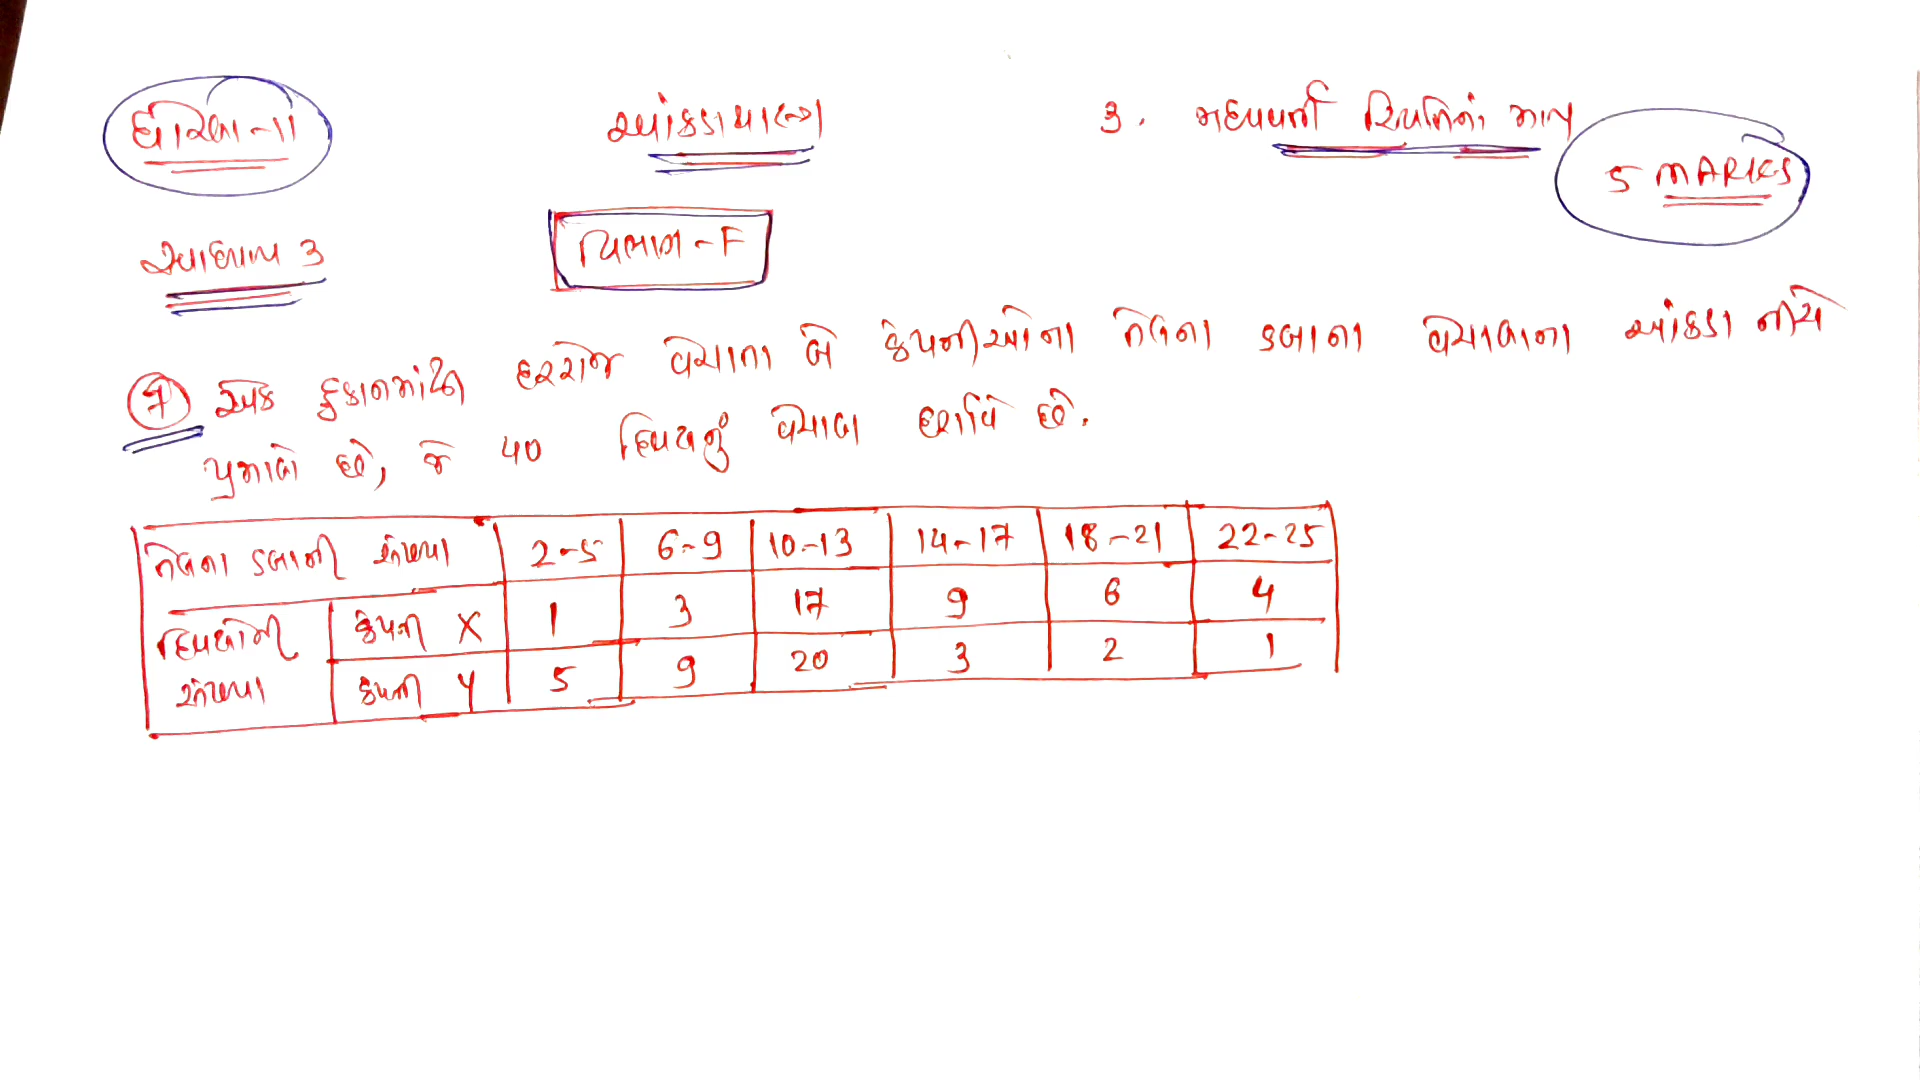 ધોરણ-11 આંકડાશાસ્ત્ર 3. મધ્યવર્તી સ્થિતિનાં માપ
5 MARKS
સ્વાધ્યાય 3 વિભાગ-F
7 એક દુકાનમાંથી દરરોજ વેચાતા બે કંપનીઓના તેલના ડબાના વેચાણના આંકડા નીચે
પ્રમાણે છે, જે 40 દિવસનું વેચાણ દર્શાવે છે.
તેલના ડબાની સંખ્યા 2-5 6-9 10-13 14-17 18-21 22-25
દિવસોની સંખ્યા કંપની X 1 3 17 9 6 4
કંપની Y 5 9 20 3 2 1